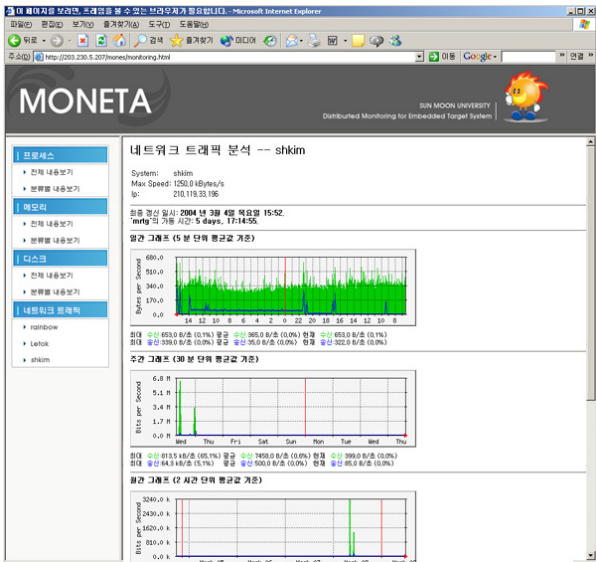 이 페이지를 보려면, 프레임을 볼 수 있는 브라우저가 필요합니다. - Microsoft Internet Explorer
파일(F) 편집(E) 보기(V) 즐겨찾기(A) 도구(T) 도움말(H)
뒤로 검색 즐겨찾기 미디어
주소(D) http://203.230.5.207/mones/monitoring.html 이동 Google 연결
MONETA
SUN MOON UNIVERSITY
Distriburted Monitoring for Embedded Target System
프로세스
전체 내용보기
분류별 내용보기
메모리
전체 내용보기
분류별 내용보기
디스크
전체 내용보기
분류별 내용보기
네트워크 트래픽
rainbow
Letok
shkim
네트워크 트래픽 분석 -- shkim
System: shkim
Max Speed: 1250,0 kBytes/s
Ip: 210,119,33,196
최종 갱신 일시: 2004 년 3월 4일 목요일 15:52,
'mrtg'의 가동 시간: 5 days, 17:14:55,
일간 그래프 (5 분 단위 평균값 기준)
Bytes per Second
680.0
510.0
340.0
170.0
0.0
14 12 10 8 6 4 2 0 22 20 18 16 14 12 10 8
최대 수신:653,0 B/초 (0,1%) 평균 수신:365,0 B/초 (0,0%) 현재 수신:653,0 B/초 (0,1%)
최대 송신:339,0 B/초 (0,0%) 평균 송신:35,0 B/초 (0,0%) 현재 송신:322,0 B/초 (0,0%)
주간 그래프 (30 분 단위 평균값 기준)
Bits per Second
6.8 M
5.1 M
3.4 M
1.7 M
0.0 M
Wed Thu Fri Sat Sun Mon Tue Wed Thu
최대 수신:813,5 kB/초 (65,1%) 평균 수신:7458,0 B/초 (0,6%) 현재 수신:399,0 B/초 (0,0%)
최대 송신:64,3 kB/초 (5,1%) 평균 송신:500,0 B/초 (0,0%) 현재 송신:85,0 B/초 (0,0%)
월간 그래프 (2 시간 단위 평균값 기준)
Bits per Second
3240.0 k
2430.0 k
1620.0 k
810.0 k
0.0 k